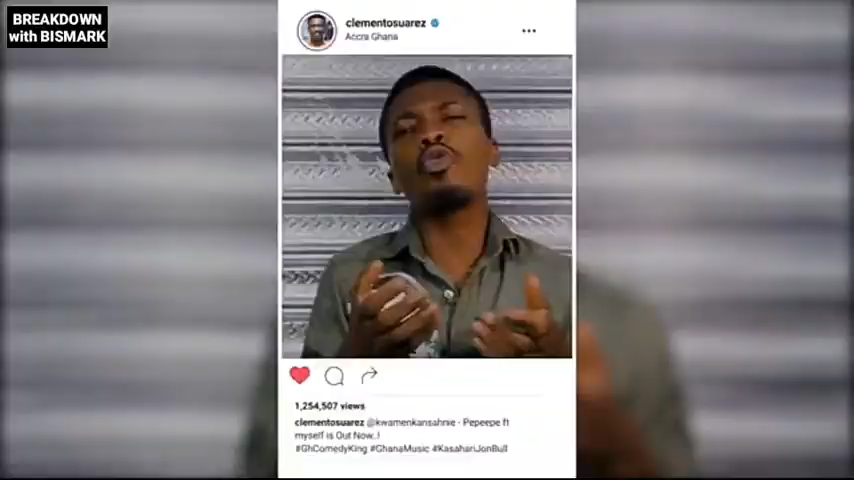 BREAKDOWN
with BISMARK
clementosuarez
Accra Ghana
1,254,507 views
clementosuarez @kwamenkansahnie - Pepeepe ft
myself is Out Now..!
#GhComedyKing #GhanaMusic #KasahariJonBull